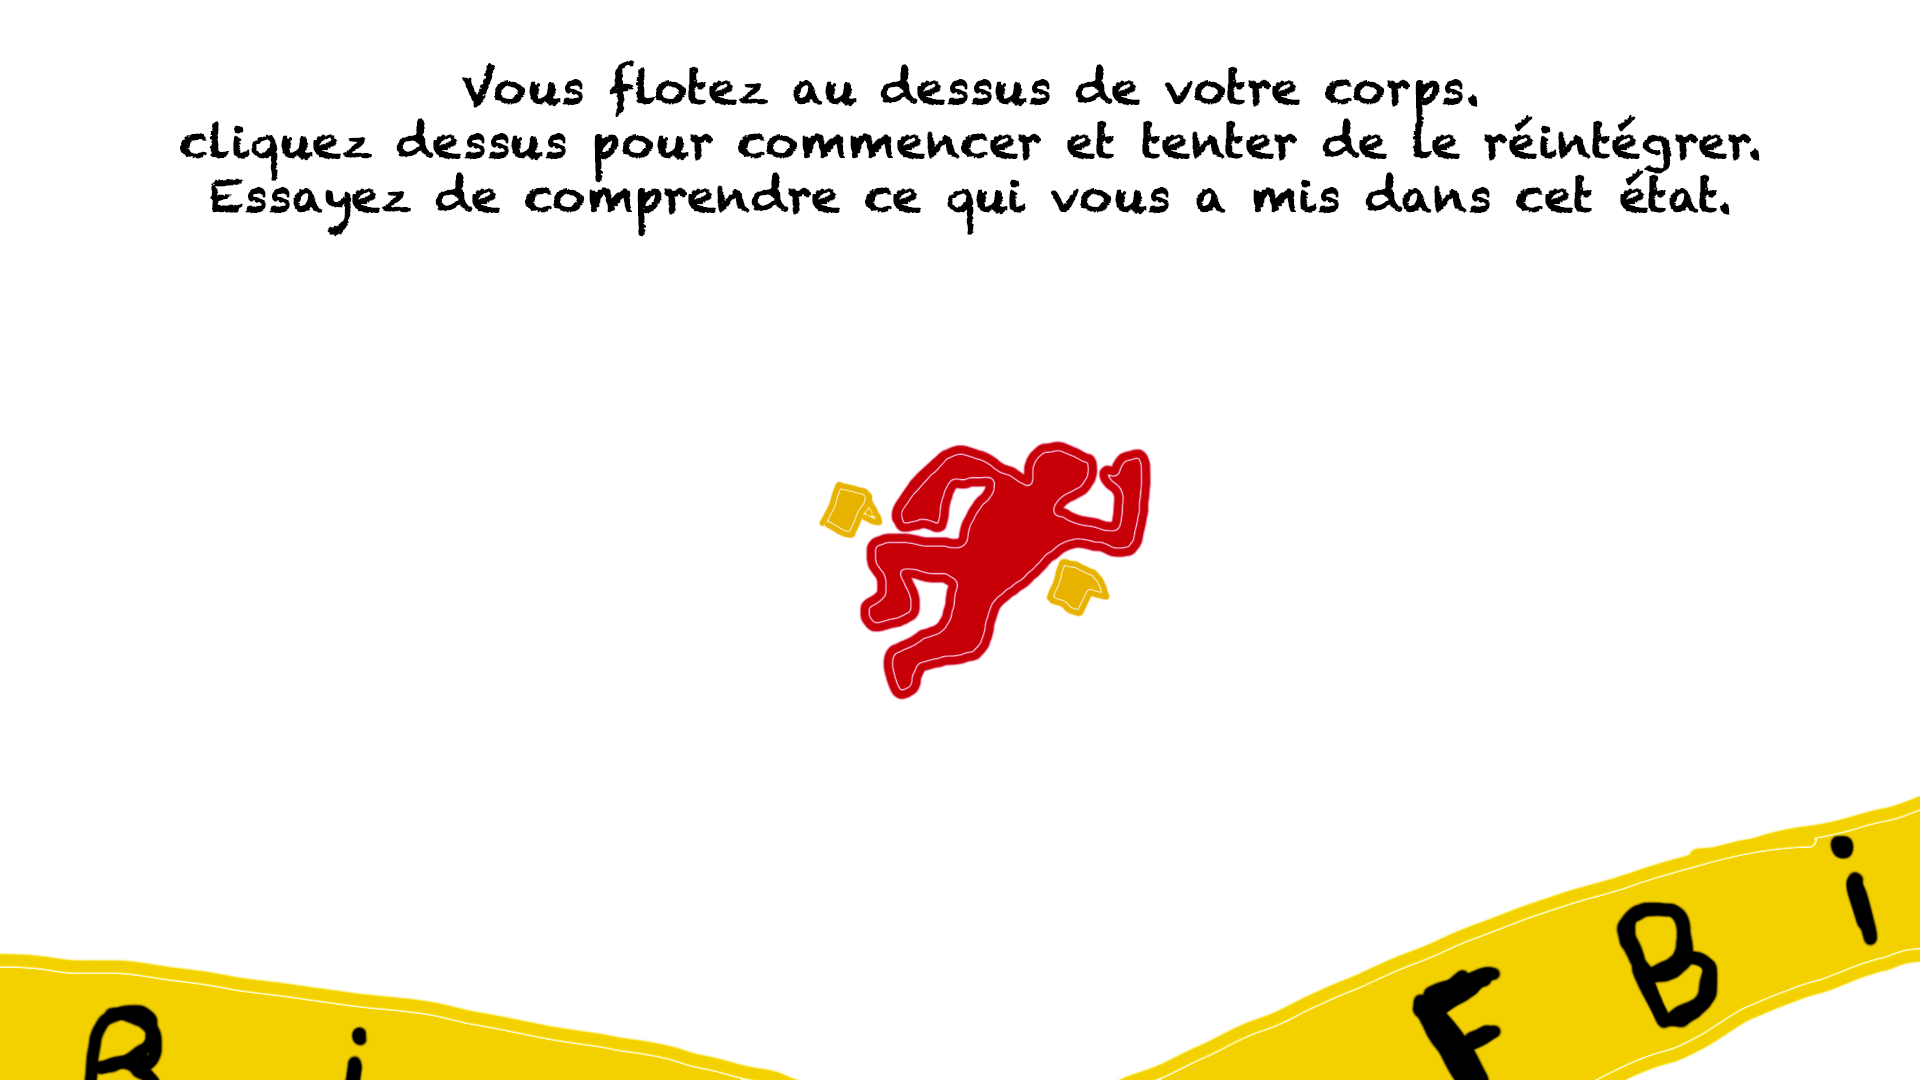 Vous flotez au dessus de votre corps.
cliquez dessus pour commencer et tenter de le réintégrer.
Essayez de comprendre ce qui vous a mis dans cet état.
F B i
B i